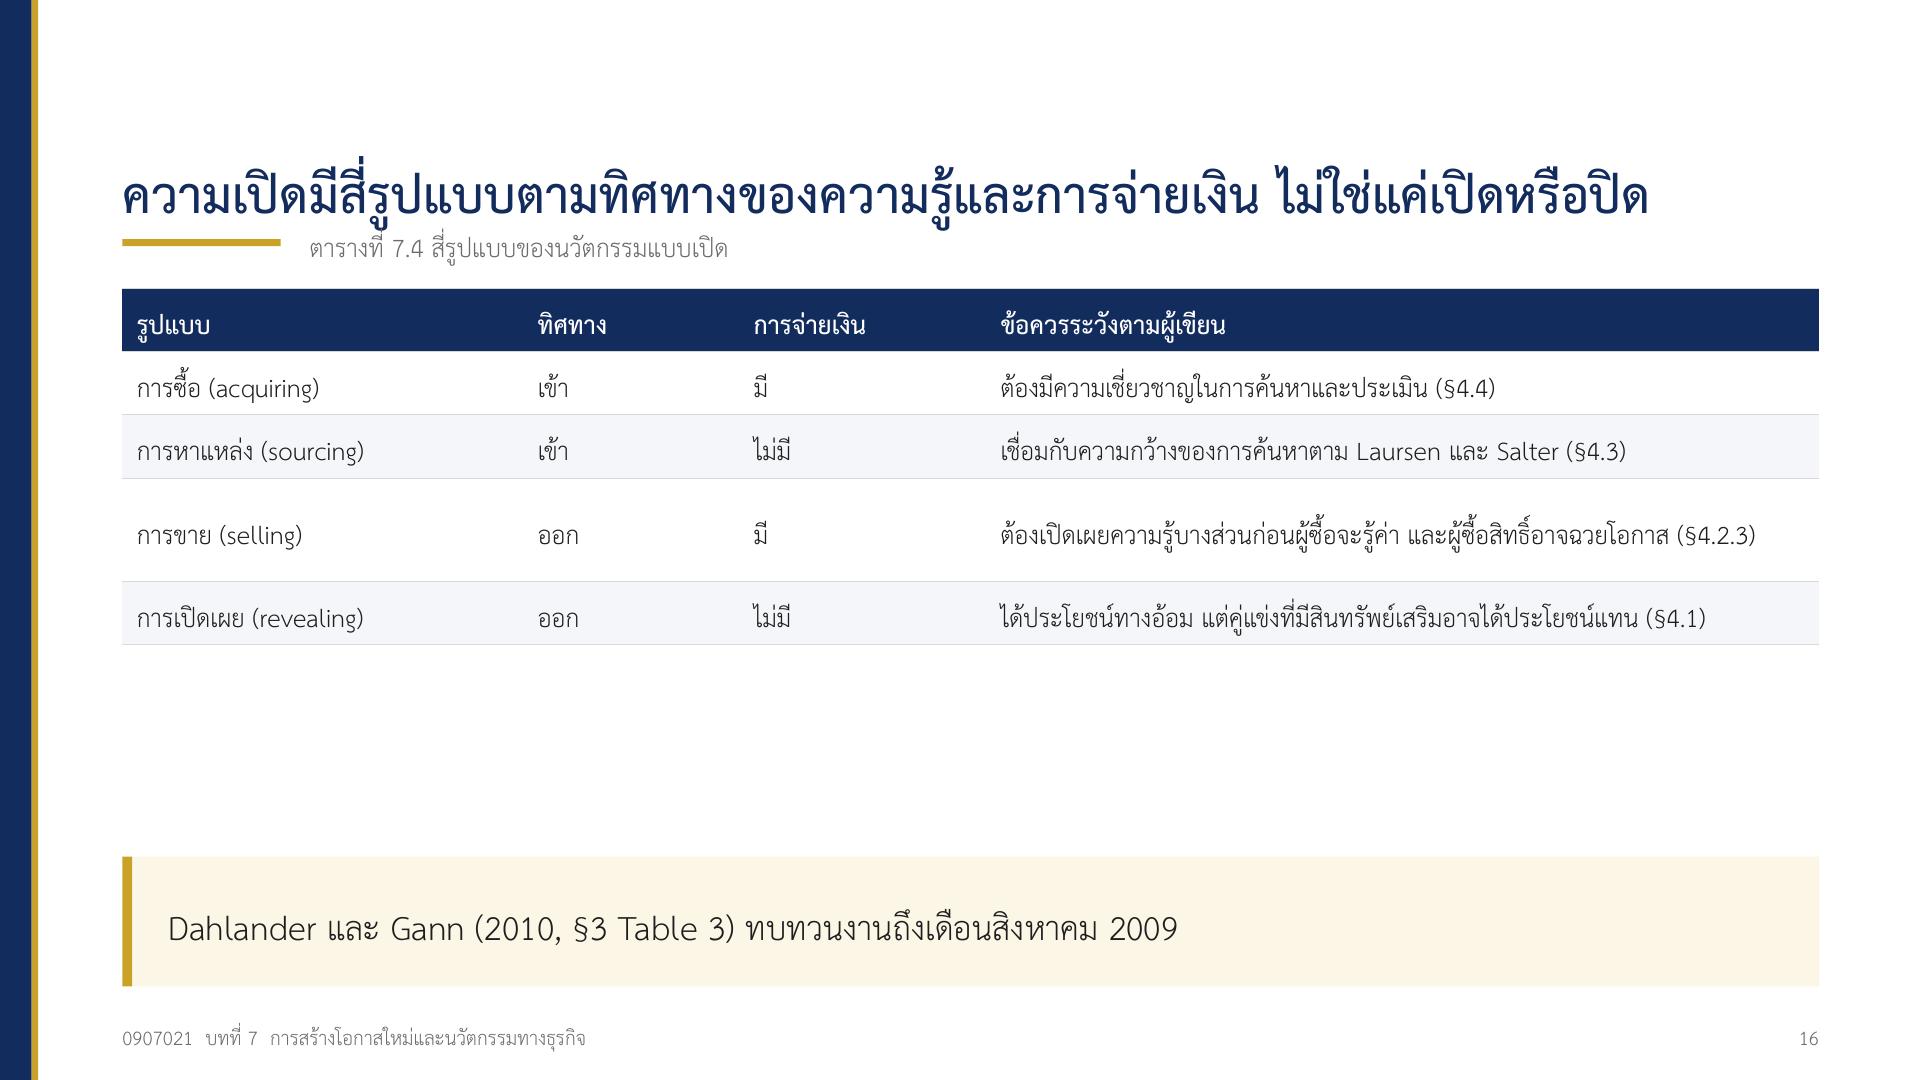 ความเปิดมีสี่รูปแบบตามทิศทางของความรู้และการจ่ายเงิน ไม่ใช่แค่เปิดหรือปิด
ตารางที่ 7.4 สี่รูปแบบของนวัตกรรมแบบเปิด
รูปแบบ ทิศทาง การจ่ายเงิน ข้อควรระวังตามผู้เขียน
การซื้อ (acquiring) เข้า มี ต้องมีความเชี่ยวชาญในการค้นหาและประเมิน (§4.4)
การหาแหล่ง (sourcing) เข้า ไม่มี เชื่อมกับความกว้างของการค้นหาตาม Laursen และ Salter (§4.3)
การขาย (selling) ออก มี ต้องเปิดเผยความรู้บางส่วนก่อนผู้ซื้อจะรู้ค่า และผู้ซื้อสิทธิ์อาจฉวยโอกาส (§4.2.3)
การเปิดเผย (revealing) ออก ไม่มี ได้ประโยชน์ทางอ้อม แต่คู่แข่งที่มีสินทรัพย์เสริมอาจได้ประโยชน์แทน (§4.1)
Dahlander และ Gann (2010, §3 Table 3) ทบทวนงานถึงเดือนสิงหาคม 2009
0907021 บทที่ 7 การสร้างโอกาสใหม่และนวัตกรรมทางธุรกิจ
16